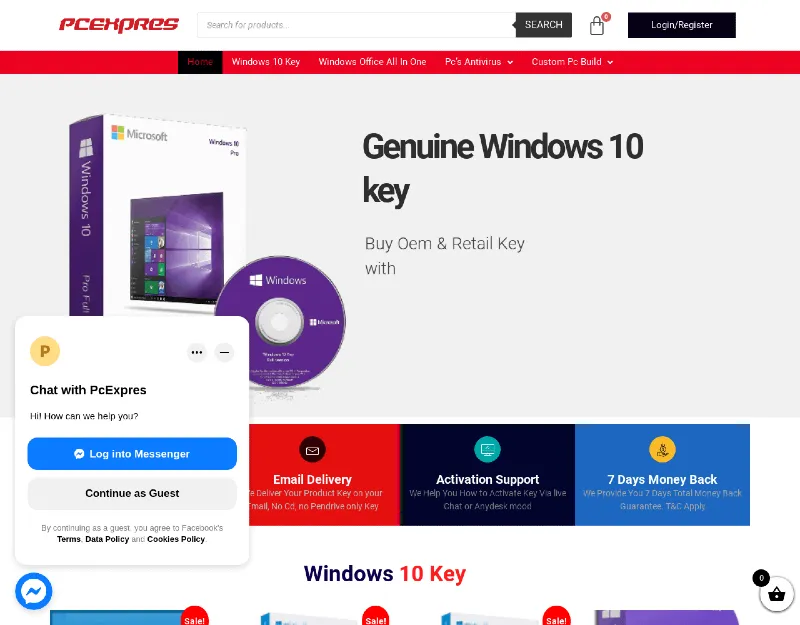 PCEXPRES
Search for products...
SEARCH
0
Login/Register
Home
Windows 10 Key
Windows Office All In One
Pc's Antivirus
Custom Pc Build
Microsoft
Windows 10
Pro
Windows 10
Pro Full
Windows
Microsoft
Genuine Windows 10
key
Buy Oem & Retail Key
with
P
Chat with PcExpres
Hi! How can we help you?
Log into Messenger
Continue as Guest
By continuing as a guest, you agree to Facebook's
Terms, Data Policy and Cookies Policy.
Email Delivery
e Deliver Your Product Key on your
Email, No Cd, no Pendrive only Key
Activation Support
We Help You How to Activate Key Via live
Chat or Anydesk mood
7 Days Money Back
We Provide You 7 Days Total Money Back
Guarantee. T&C Apply
Windows 10 Key
0
Sale!
Sale!
Sale!